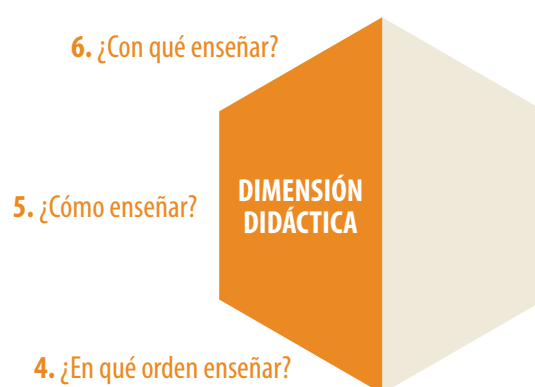 6. ¿Con qué enseñar?
5. ¿Cómo enseñar?
DIMENSIÓN
DIDÁCTICA
4. ¿En qué orden enseñar?